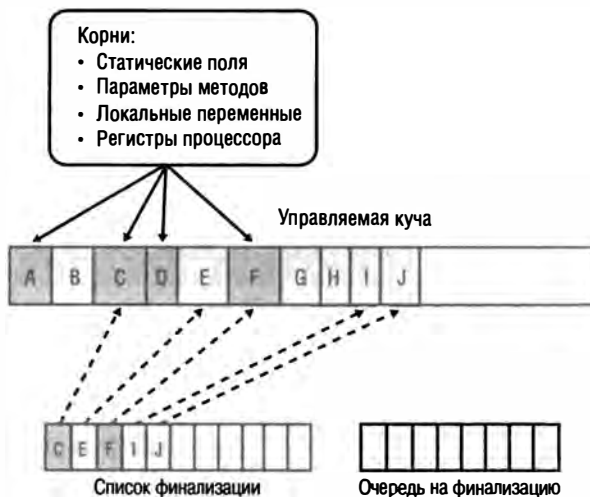 Корни:
• Статические поля
• Параметры методов
• Локальные переменные
• Регистры процессора
Управляемая куча
A B C D E F G H I J
C E F I J
Список финализации
Очередь на финализацию